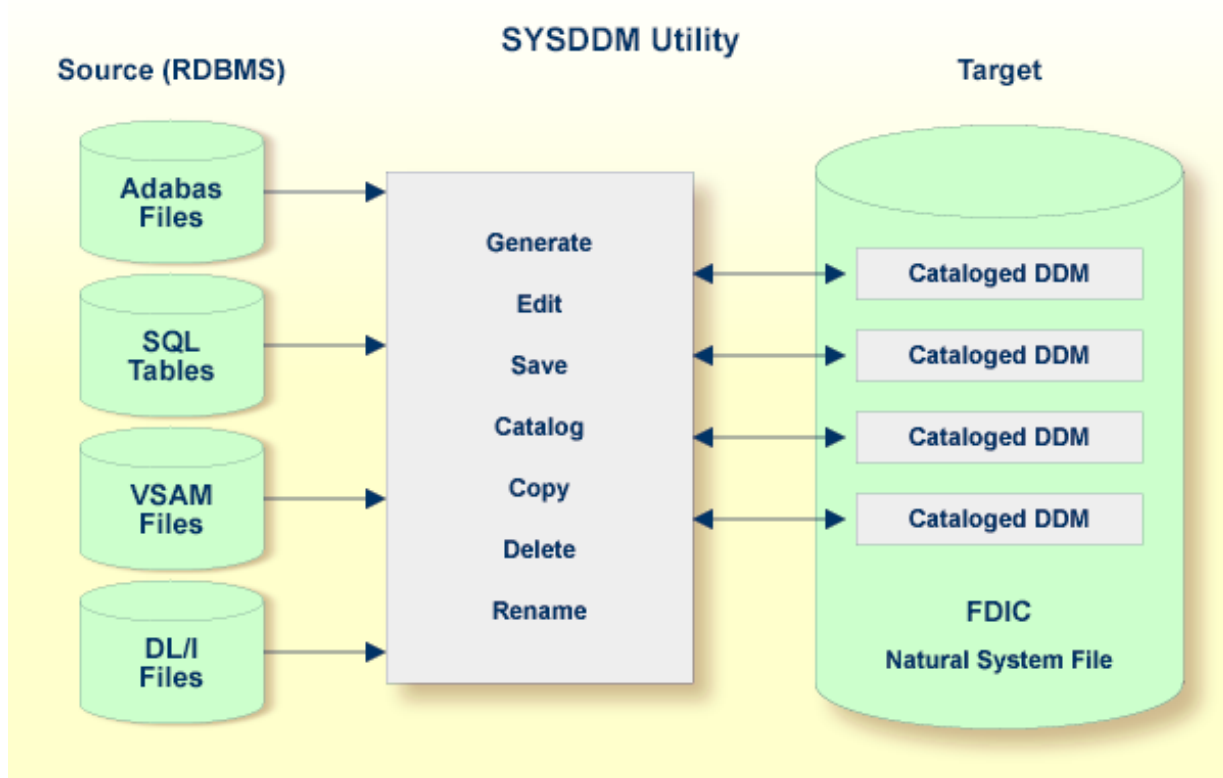 SYSDDM Utility
Source (RDBMS)
Target
Adabas
Files
SQL
Tables
VSAM
Files
DL/I
Files
Generate
Edit
Save
Catalog
Copy
Delete
Rename
Cataloged DDM
Cataloged DDM
Cataloged DDM
Cataloged DDM
FDIC
Natural System File